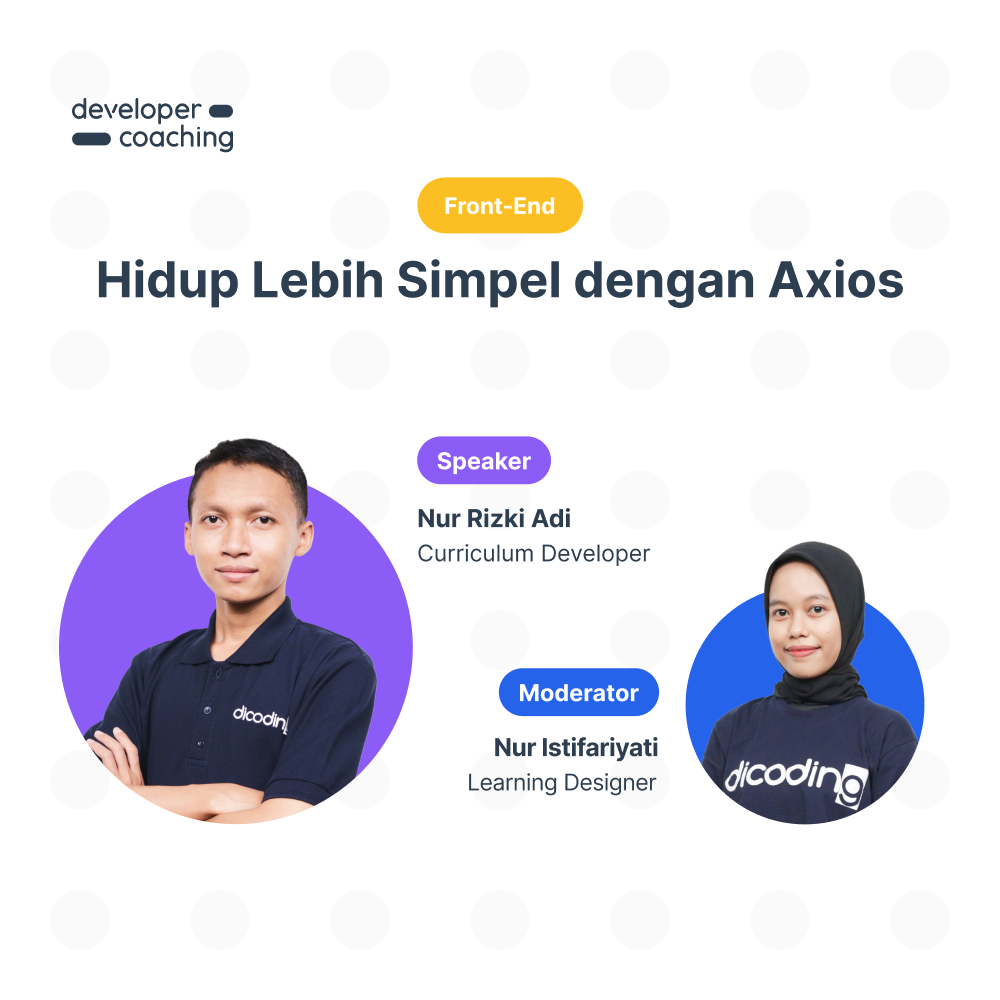 developer
coaching
Front-End
Hidup Lebih Simpel dengan Axios
Speaker
Nur Rizki Adi
Curriculum Developer
dicoding
Moderator
Nur Istifariyati
Learning Designer
dicoding